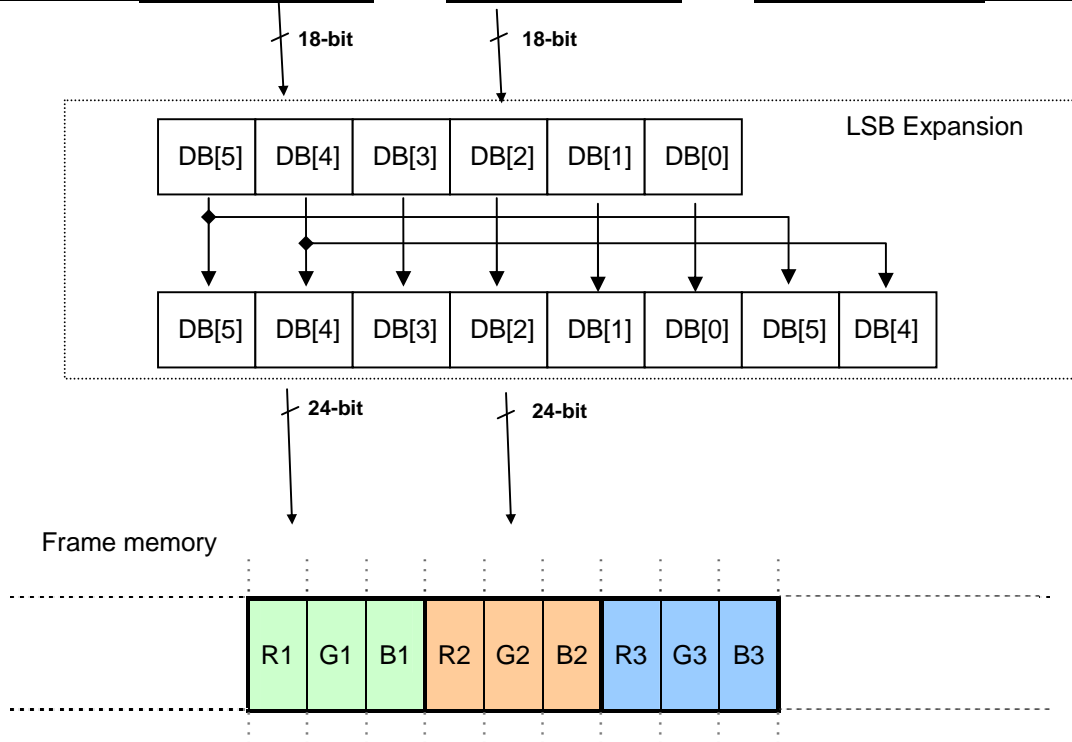 18-bit 18-bit
LSB Expansion
DB[5] DB[4] DB[3] DB[2] DB[1] DB[0]
DB[5] DB[4] DB[3] DB[2] DB[1] DB[0] DB[5] DB[4]
24-bit 24-bit
Frame memory
R1 G1 B1 R2 G2 B2 R3 G3 B3